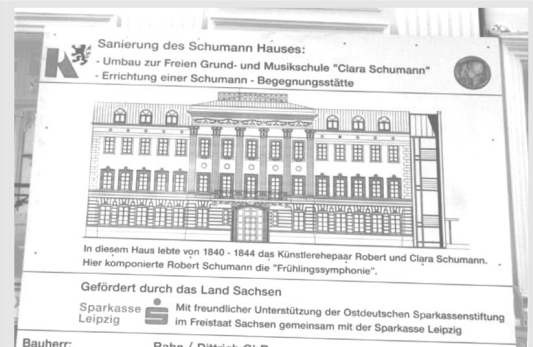 Sanierung des Schumann Hauses:
- Umbau zur Freien Grund- und Musikschule "Clara Schumann"
- Errichtung einer Schumann - Begegnungsstätte
In diesem Haus lebte von 1840 - 1844 das Künstlerehepaar Robert und Clara Schumann.
Hier komponierte Robert Schumann die "Frühlingssymphonie".
Gefördert durch das Land Sachsen
Sparkasse
Leipzig
Mit freundlicher Unterstützung der Ostdeutschen Sparkassenstiftung
im Freistaat Sachsen gemeinsam mit der Sparkasse Leipzig
Bauherr: